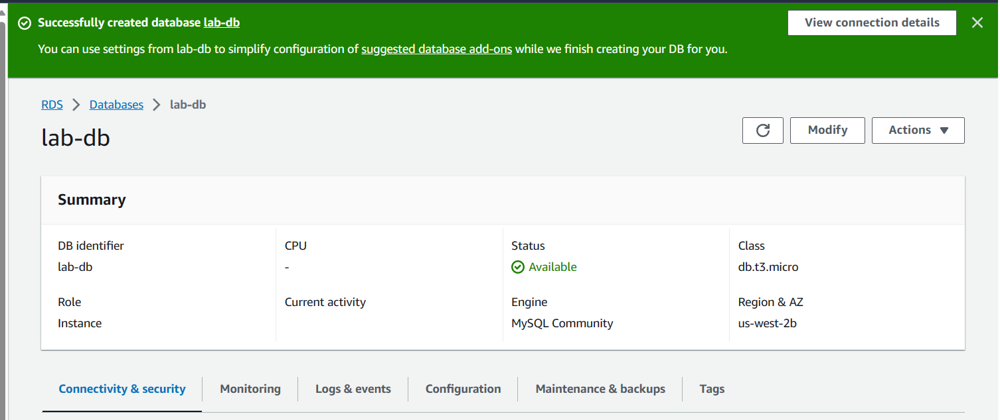 Successfully created database lab-db
View connection details
You can use settings from lab-db to simplify configuration of suggested database add-ons while we finish creating your DB for you.
RDS > Databases > lab-db
lab-db
Modify
Actions
Summary
DB identifier
lab-db
CPU
-
Status
Available
Class
db.t3.micro
Role
Instance
Current activity
Engine
MySQL Community
Region & AZ
us-west-2b
Connectivity & security
Monitoring
Logs & events
Configuration
Maintenance & backups
Tags